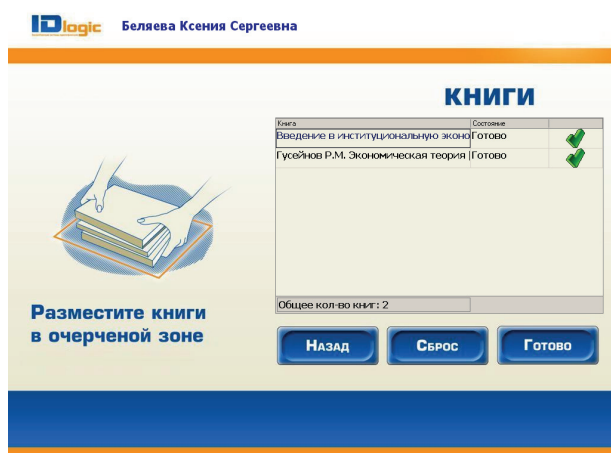 IDlogic Беляева Ксения Сергеевна
КНИГИ
Книга Состояние
Введение в институциональную эконо Готово
Гусейнов Р.М. Экономическая теория | Готово
Общее кол-во книг: 2
Разместите книги
в очерченой зоне
НАЗАД СБРОС ГОТОВО